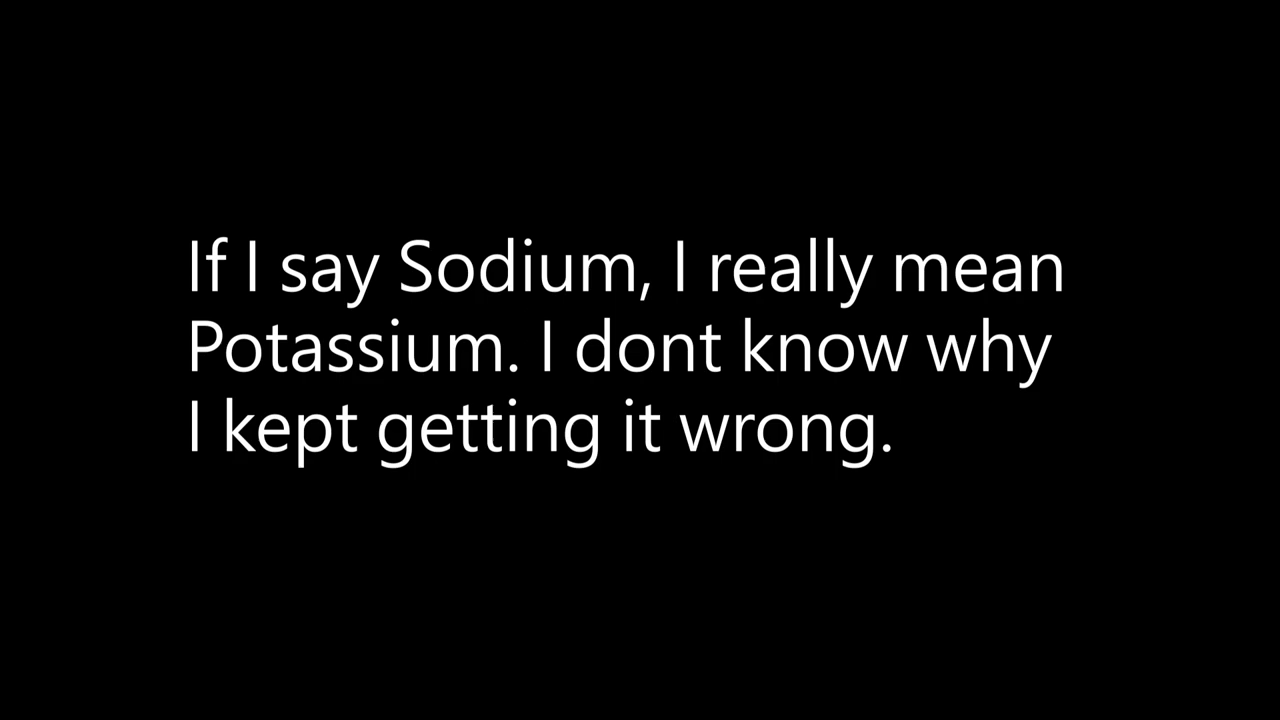 If I say Sodium, I really mean
Potassium. I dont know why
I kept getting it wrong.